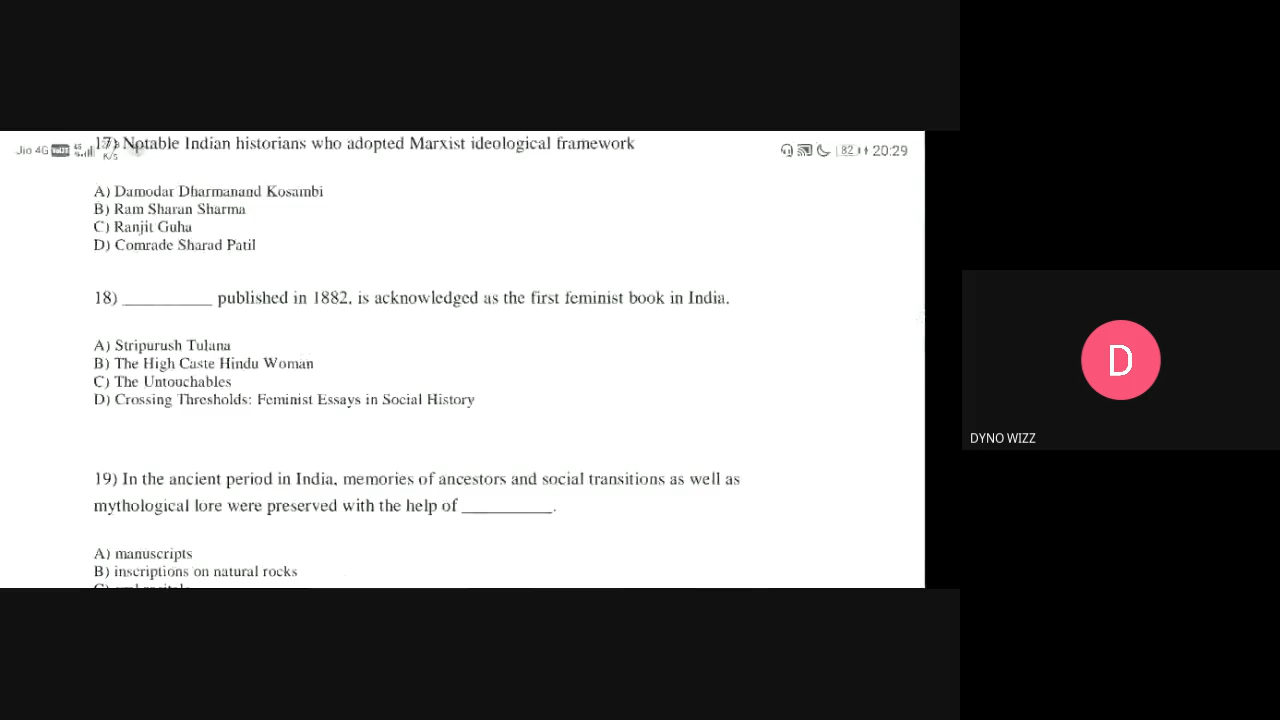 17) Notable Indian historians who adopted Marxist ideological framework
Jio 4G
K/s
82
20:29
A) Damodar Dharmanand Kosambi
B) Ram Sharan Sharma
C) Ranjit Guha
D) Comrade Sharad Patil
18) __________ published in 1882, is acknowledged as the first feminist book in India.
A) Stripurush Tulana
B) The High Caste Hindu Woman
C) The Untouchables
D) Crossing Thresholds: Feminist Essays in Social History
D
DYNO WIZZ
19) In the ancient period in India, memories of ancestors and social transitions as well as
mythological lore were preserved with the help of __________.
A) manuscripts
B) inscriptions on natural rocks